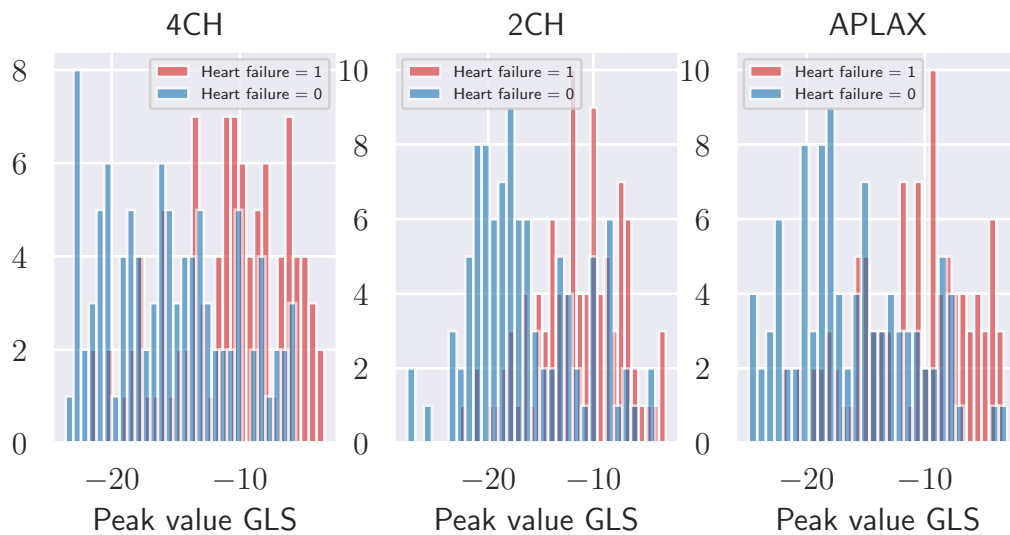 4CH
2CH
APLAX
Heart failure = 1
Heart failure = 0
Heart failure = 1
Heart failure = 0
Heart failure = 1
Heart failure = 0
8
6
4
2
0
10
8
6
4
2
0
10
8
6
4
2
0
−20
−10
−20
−10
−20
−10
Peak value GLS
Peak value GLS
Peak value GLS